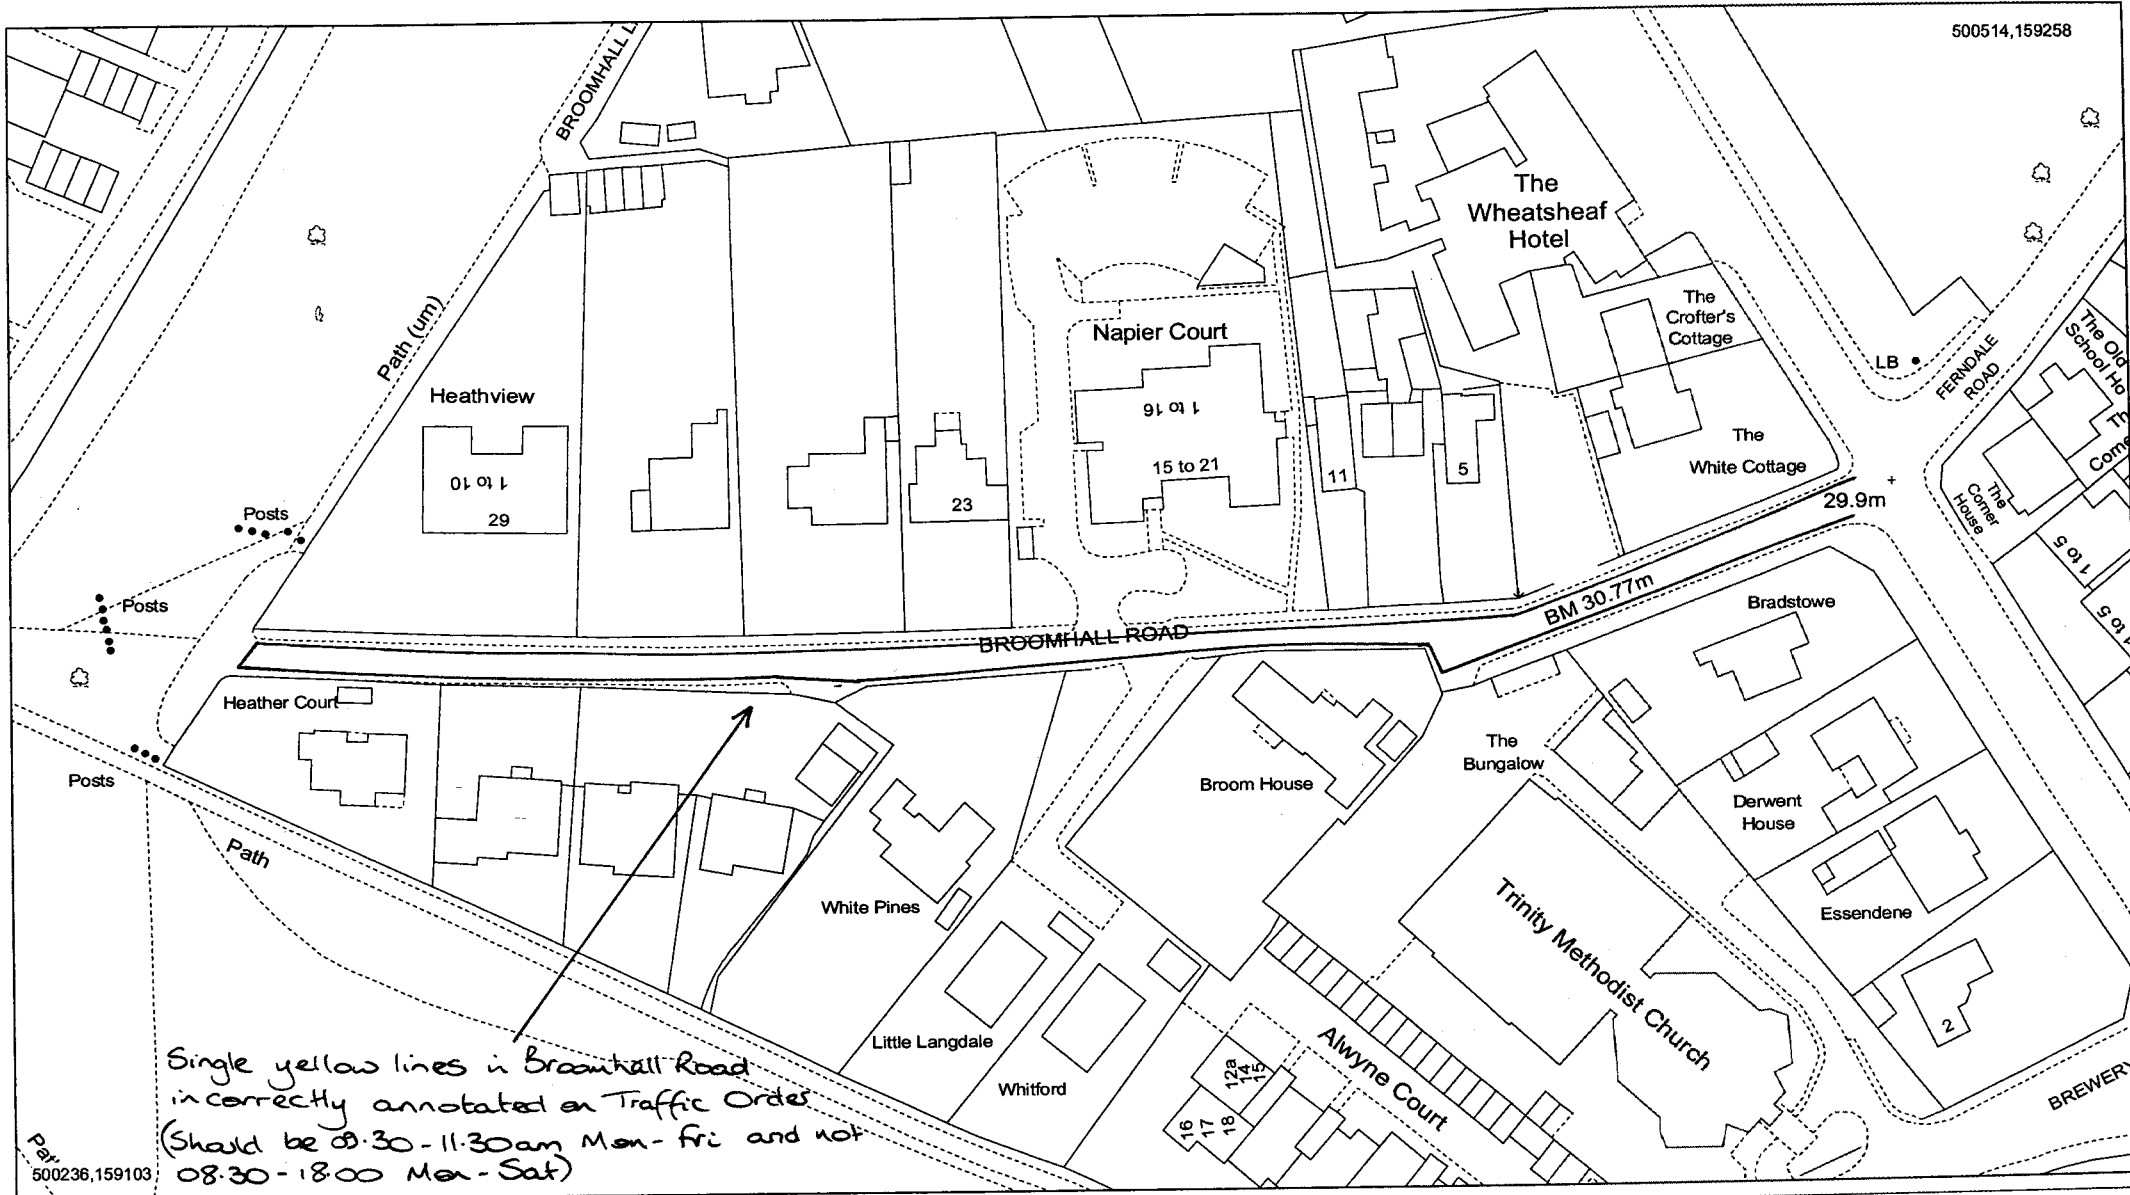 500514,159258
BROOMHALL L
The
Wheatsheaf
Hotel
The
Crofter's
Cottage
Path (um)
Napier Court
Heathview
1 to 16
15 to 21
1 to 10
29
23
11
5
The
White Cottage
LB
FERNDALE
ROAD
The Old
School Ho
Th
Corne
The
Corner
House
1 to 5
1 to 5
29.9m
Posts
Posts
BM 30.77m
BROOMHALL ROAD
Bradstowe
Heather Court
Posts
The
Bungalow
Broom House
Derwent
House
Path
White Pines
Essendene
Trinity Methodist Church
Little Langdale
Whitford
Alwyne Court
12a
14
15
16
17
18
2
BREWERY
Single yellow lines in Broomhall Road
incorrectly annotated on Traffic Order
(Should be 09.30-11.30am Mon-Fri and not
08.30-18.00 Mon-Sat)
Pat
500236,159103